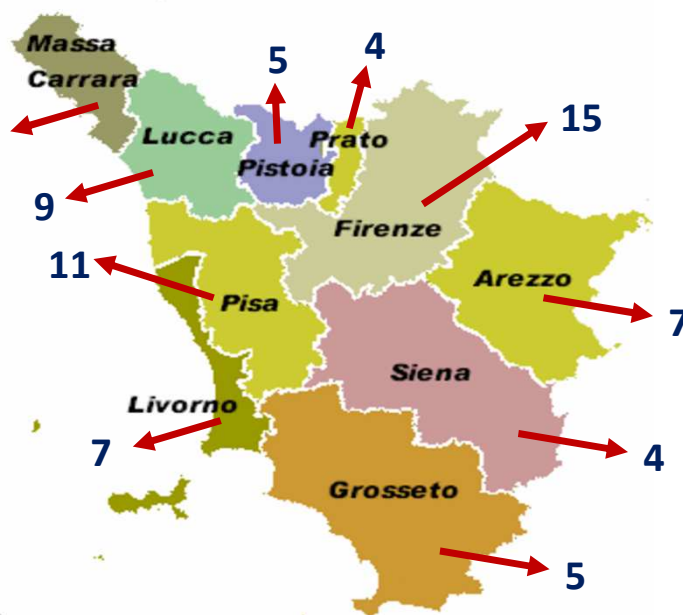 Massa
Carrara
5
4
15
Lucca
Prato
Pistoia
9
Firenze
11
Arezzo
Pisa
7
Siena
Livorno
7
4
Grosseto
5